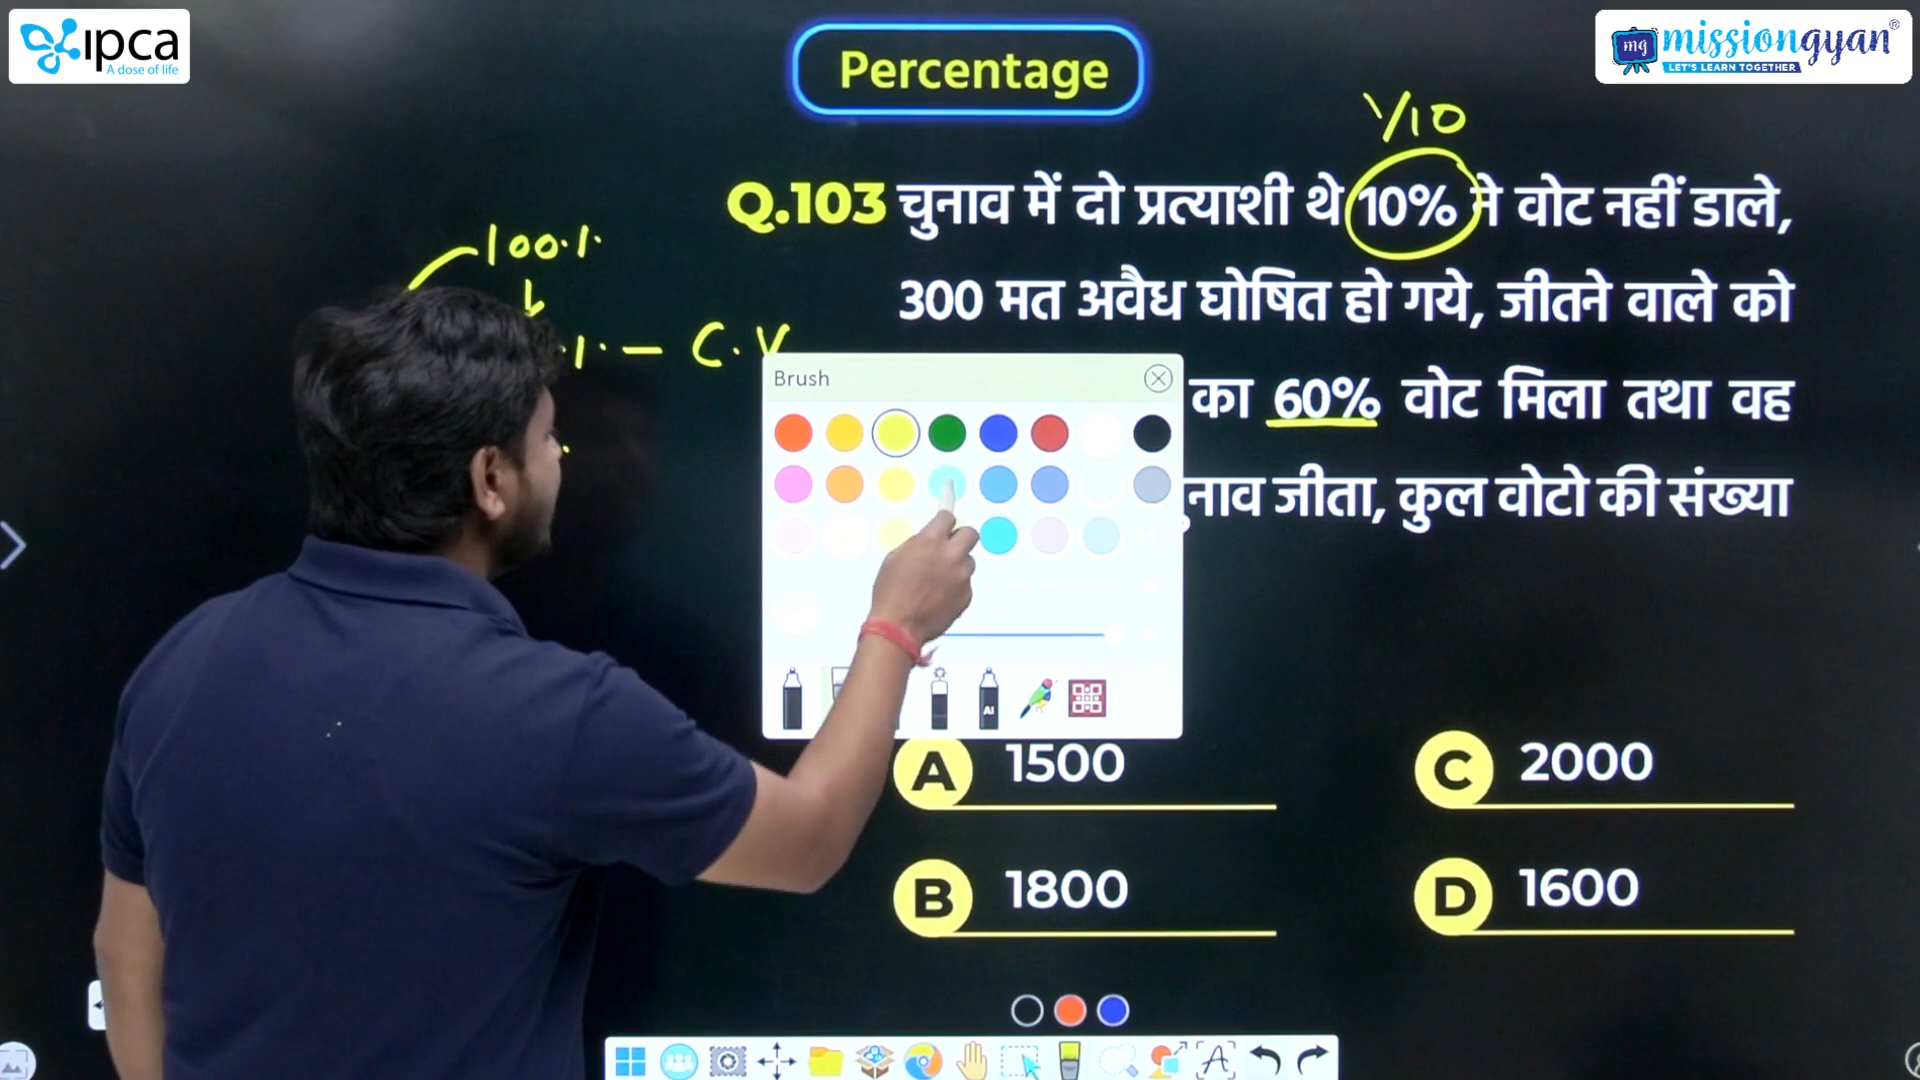 ipca
A dose of life
Percentage
missiongyan
LET'S LEARN TOGETHER
1/10
Q.103 चुनाव में दो प्रत्याशी थे 10% ने वोट नहीं डाले,
300 मत अवैध घोषित हो गये, जीतने वाले को
का 60% वोट मिला तथा वह
जीता, कुल वोटो की संख्या
100%
C.V
Brush
AI
A 1500
C 2000
B 1800
D 1600